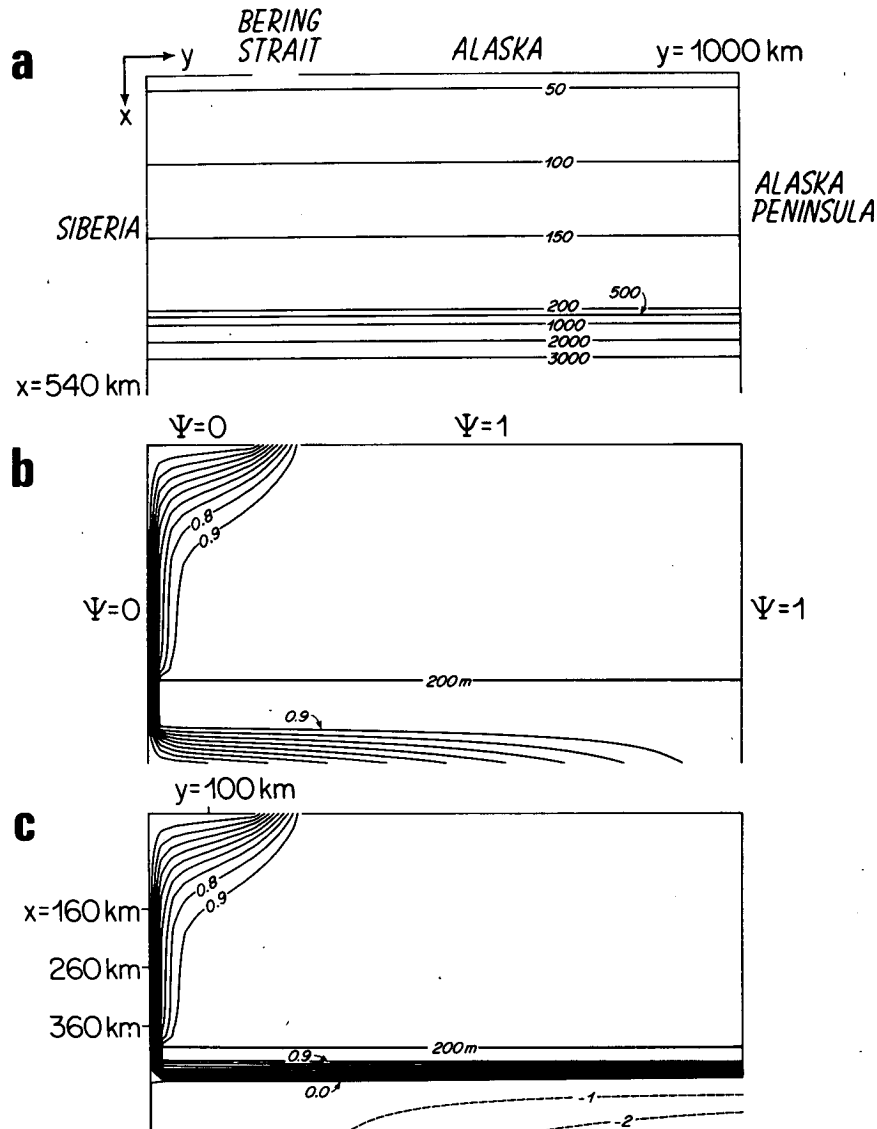 a
BERING
STRAIT
ALASKA
y=1000 km
y
x
50
100
150
SIBERIA
ALASKA
PENINSULA
500
200
1000
2000
3000
x=540 km
b
Ψ=0
Ψ=1
0.8
0.9
Ψ=0
Ψ=1
200m
0.9
c
y=100 km
0.8
0.9
x=160 km
260 km
360 km
200m
0.9
0.0
-1
-2